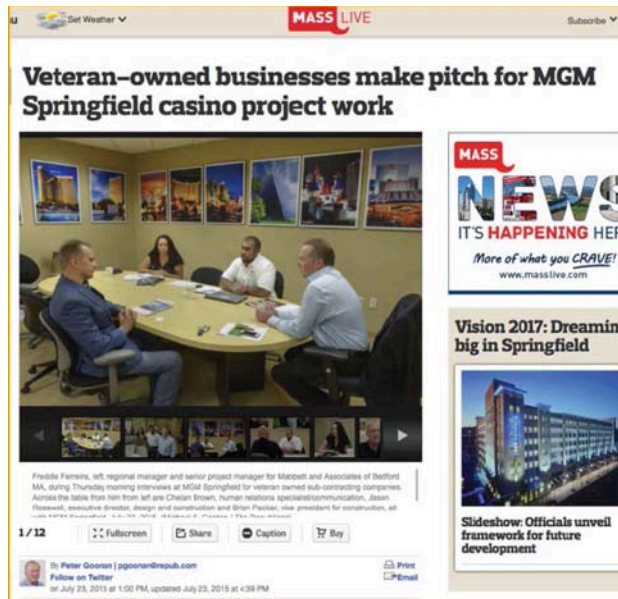 u
Set Weather
MASS LIVE
Subscribe
Veteran-owned businesses make pitch for MGM
Springfield casino project work
MASS
NEWS
IT'S HAPPENING HER
More of what you CRAVE!
www.masslive.com
Vision 2017: Dreamin
big in Springfield
Slideshow: Officials unveil
framework for future
development
Freddie Ferreira, left, regional manager and senior project manager for Mabbett and Associates of Bedford
MA, during Thursday morning interviews at MGM Springfield for veteran owned sub-contracting companies.
Across the table from him from left are Chelan Brown, human relations specialist/communication, Jason
Rosewell, executive director, design and construction and Brian Packer, vice president for construction, all
1 / 12
Fullscreen
Share
Caption
Buy
By Peter Goonan | pgoonan@repub.com
Follow on Twitter
on July 23, 2015 at 1:00 PM, updated July 23, 2015 at 4:39 PM
Print
Email